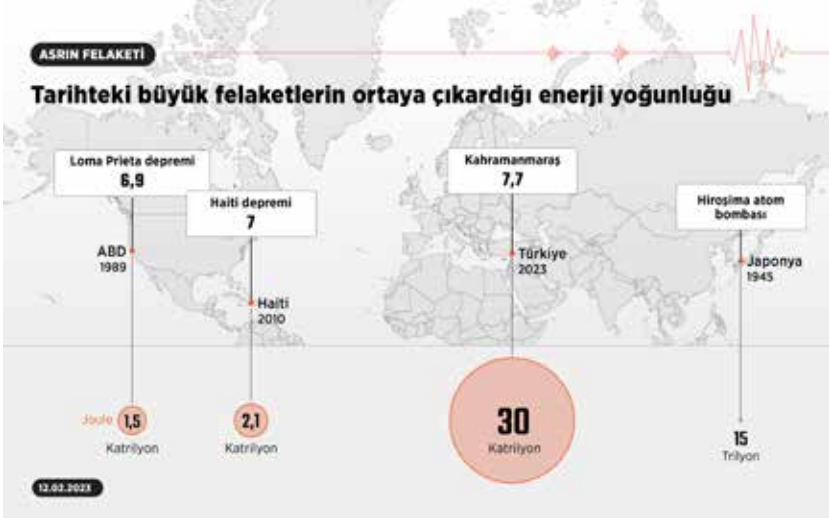 ASRIN FELAKETİ
Tarihteki büyük felaketlerin ortaya çıkardığı enerji yoğunluğu
Loma Prieta depremi
6,9
Haiti depremi
7
Kahramanmaraş
7,7
Hiroşima atom
bombası
ABD
1989
Haiti
2010
Türkiye
2023
Japonya
1945
Joule
1,5
Katrilyon
2,1
Katrilyon
30
Katrilyon
15
Trilyon
12.02.2023